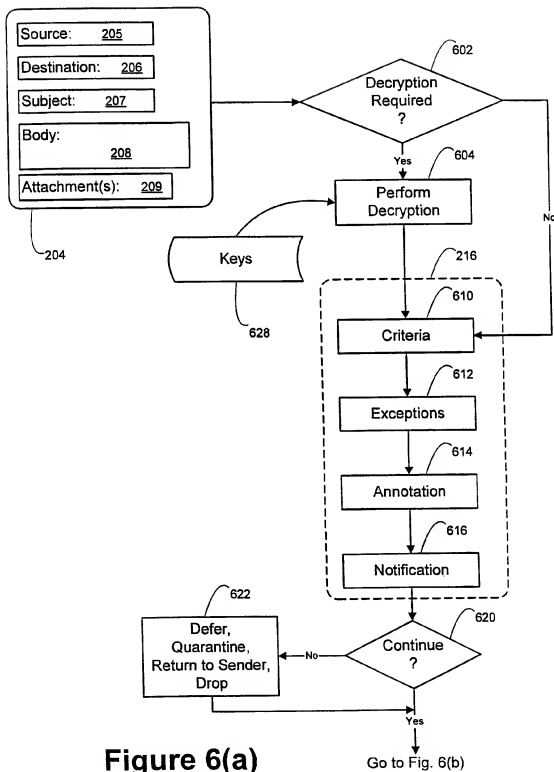 Source: 205
Destination: 206
Subject: 207
Body:
208
Attachment(s): 209
204
602
Decryption
Required
?
Yes
No
604
Perform
Decryption
Keys
628
216
610
Criteria
612
Exceptions
614
Annotation
616
Notification
622
Defer,
Quarantine,
Return to Sender,
Drop
620
Continue
?
No
Yes
Figure 6(a)
Go to Fig. 6(b)